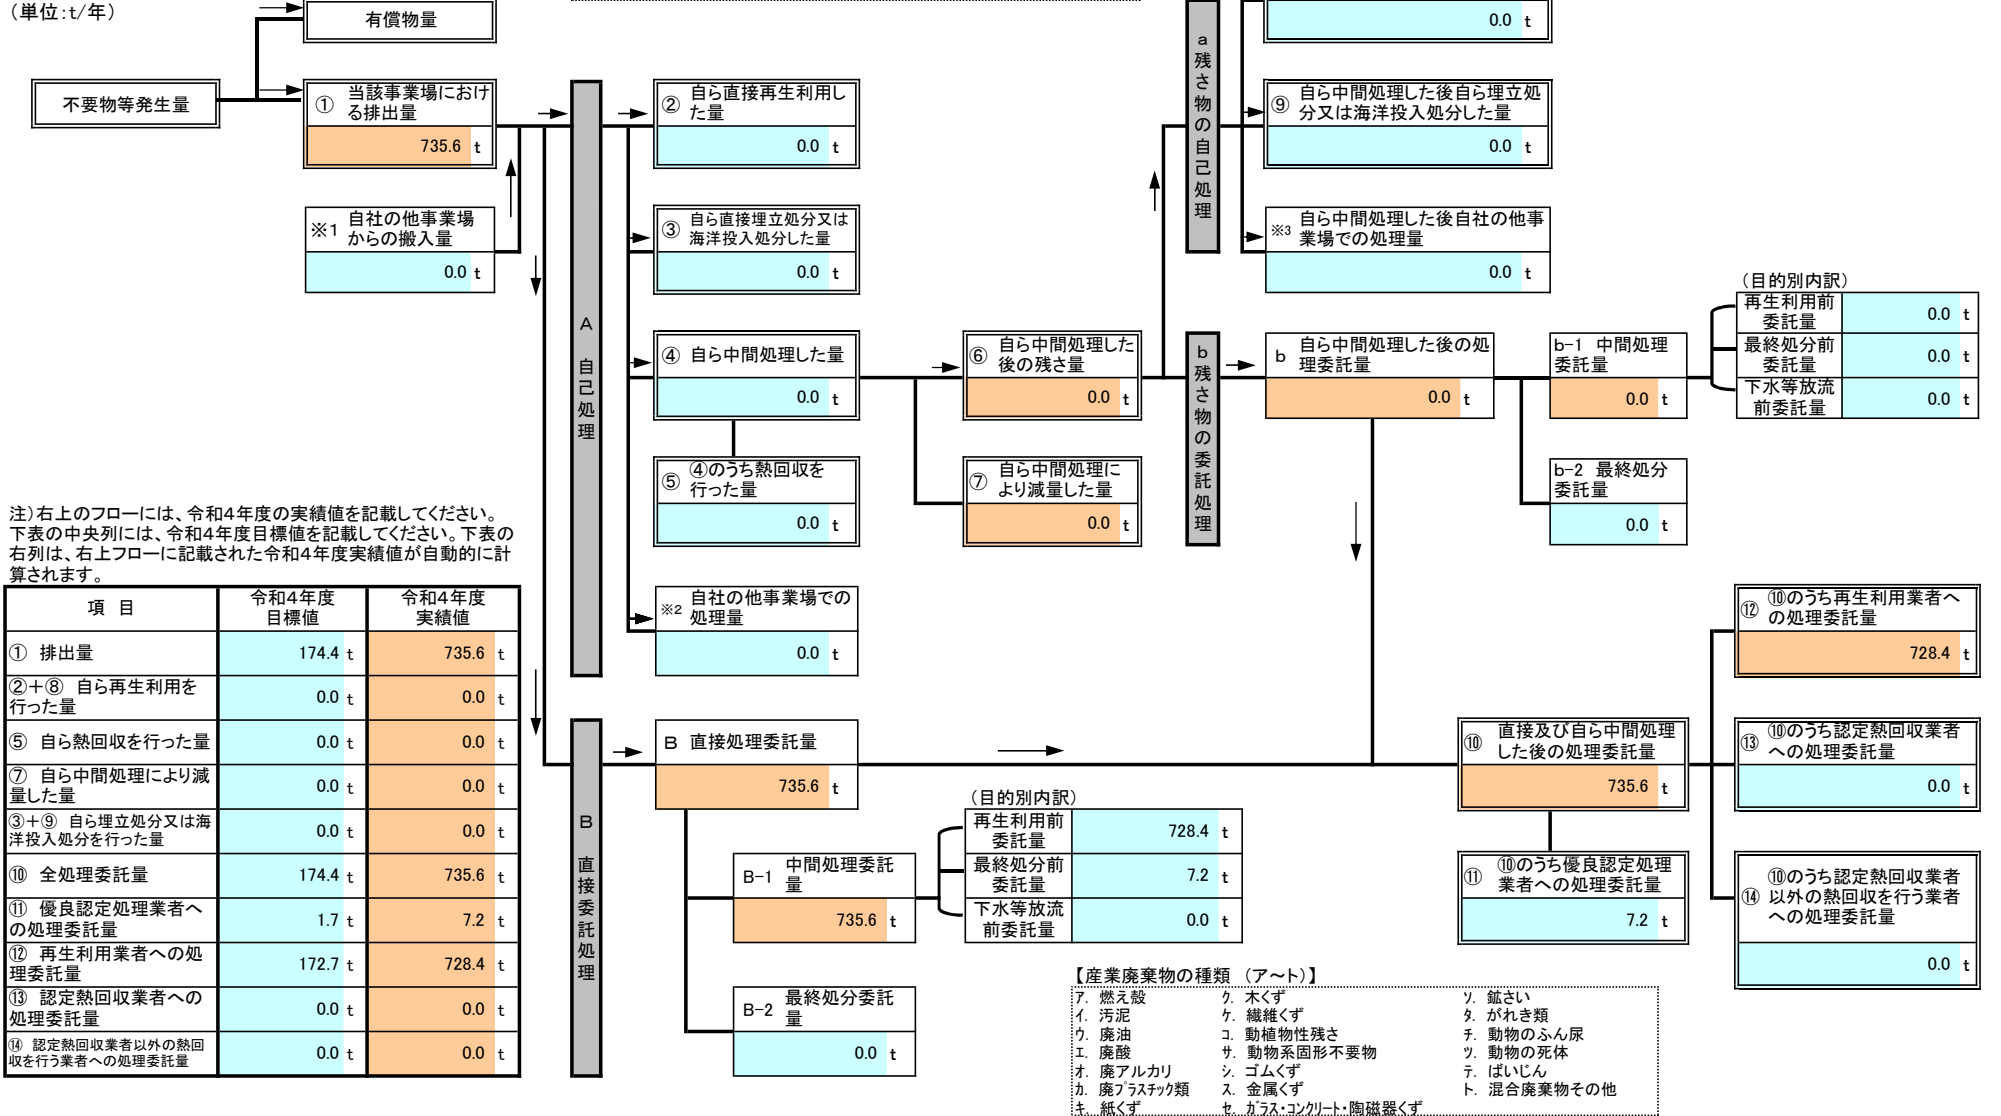 （単位：t/年）
有償物量
不要物等発生量
① 当該事業場におけ
る排出量
735.6 t
※1 自社の他事業場
からの搬入量
0.0 t
A 自己処理
② 自ら直接再生利用し
た量
0.0 t
③ 自ら直接埋立処分又は
海洋投入処分した量
0.0 t
④ 自ら中間処理した量
0.0 t
⑤ ④のうち熱回収を
行った量
0.0 t
※2 自社の他事業場での
処理量
0.0 t
⑥ 自ら中間処理した
後の残さ量
0.0 t
⑦ 自ら中間処理に
より減量した量
0.0 t
a 残さ物の自己処理
0.0 t
⑨ 自ら中間処理した後自ら埋立処
分又は海洋投入処分した量
0.0 t
※3 自ら中間処理した後自社の他事
業場での処理量
0.0 t
b 残さ物の委託処理
b 自ら中間処理した後の処
理委託量
0.0 t
b-1 中間処理
委託量
0.0 t
b-2 最終処分
委託量
0.0 t
（目的別内訳）
再生利用前
委託量 0.0 t
最終処分前
委託量 0.0 t
下水等放流
前委託量 0.0 t
注）右上のフローには、令和４年度の実績値を記載してください。
下表の中央列には、令和４年度目標値を記載してください。下表の
右列は、右上フローに記載された令和４年度実績値が自動的に計
算されます。
項 目 令和４年度 目標値 令和４年度 実績値
① 排出量 174.4 t 735.6 t
②＋⑧ 自ら再生利用を
行った量 0.0 t 0.0 t
⑤ 自ら熱回収を行った量 0.0 t 0.0 t
⑦ 自ら中間処理により減
量した量 0.0 t 0.0 t
③＋⑨ 自ら埋立処分又は海
洋投入処分を行った量 0.0 t 0.0 t
⑩ 全処理委託量 174.4 t 735.6 t
⑪ 優良認定処理業者へ
の処理委託量 1.7 t 7.2 t
⑫ 再生利用業者への処
理委託量 172.7 t 728.4 t
⑬ 認定熱回収業者への
処理委託量 0.0 t 0.0 t
⑭ 認定熱回収業者以外の熱回
収を行う業者への処理委託量 0.0 t 0.0 t
B 直接委託処理
B 直接処理委託量
735.6 t
B-1 中間処理委託
量
735.6 t
B-2 最終処分委託
量
0.0 t
（目的別内訳）
再生利用前
委託量 728.4 t
最終処分前
委託量 7.2 t
下水等放流
前委託量 0.0 t
⑩ 直接及び自ら中間処理
した後の処理委託量
735.6 t
⑪ ⑩のうち優良認定処理
業者への処理委託量
7.2 t
⑫ ⑩のうち再生利用業者へ
の処理委託量
728.4 t
⑬ ⑩のうち認定熱回収業者
への処理委託量
0.0 t
⑭ ⑩のうち認定熱回収業者
以外の熱回収を行う業者
への処理委託量
0.0 t
【産業廃棄物の種類 （ア～ト）】
ア. 燃え殻 ク. 木くず ソ. 鉱さい
イ. 汚泥 ケ. 繊維くず タ. がれき類
ウ. 廃油 コ. 動植物性残さ チ. 動物のふん尿
エ. 廃酸 サ. 動物系固形不要物 ツ. 動物の死体
オ. 廃アルカリ シ. ゴムくず テ. ばいじん
カ. 廃プラスチック類 ス. 金属くず ト. 混合廃棄物その他
キ. 紙くず セ. ガラス・コンクリート・陶磁器くず